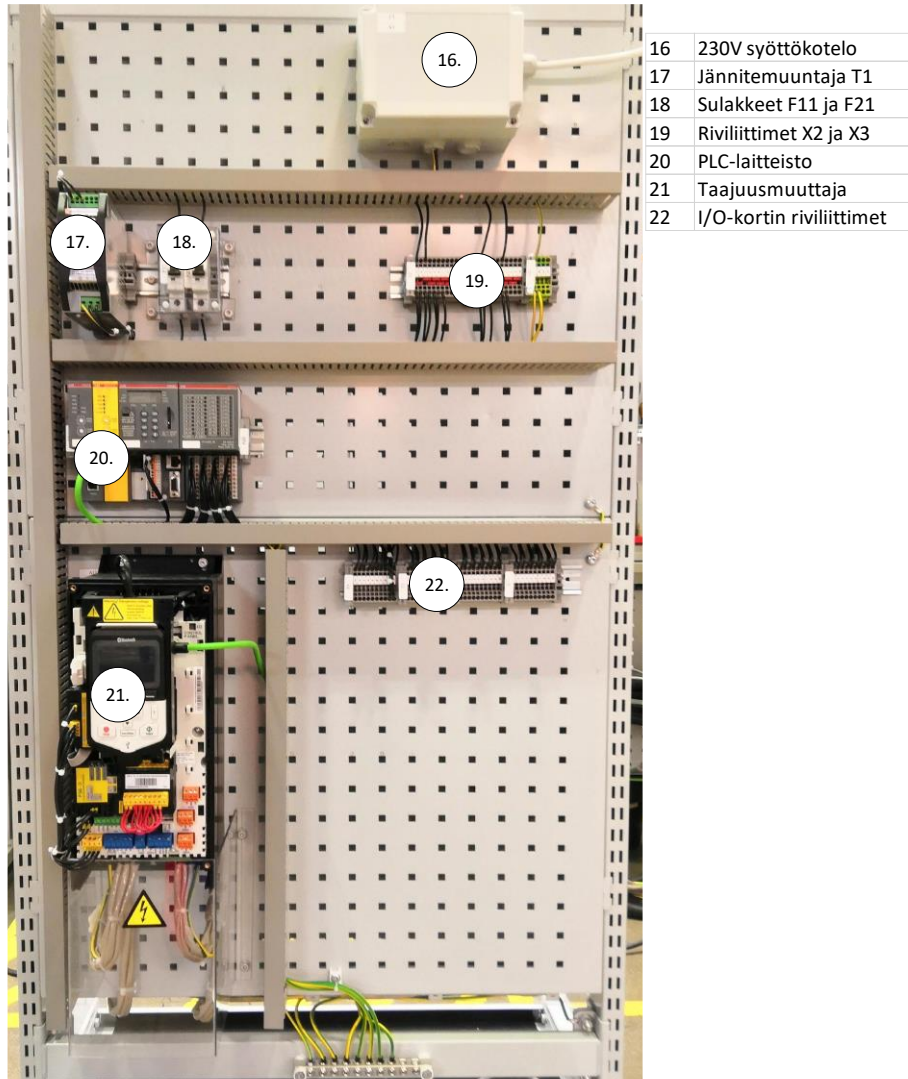 16.
16 230V syöttökotelo
17 Jännitemuuntaja T1
18 Sulakkeet F11 ja F21
19 Riviliittimet X2 ja X3
20 PLC-laitteisto
21 Taajuusmuuttaja
22 I/O-kortin riviliittimet
17.
18.
19.
20.
22.
21.